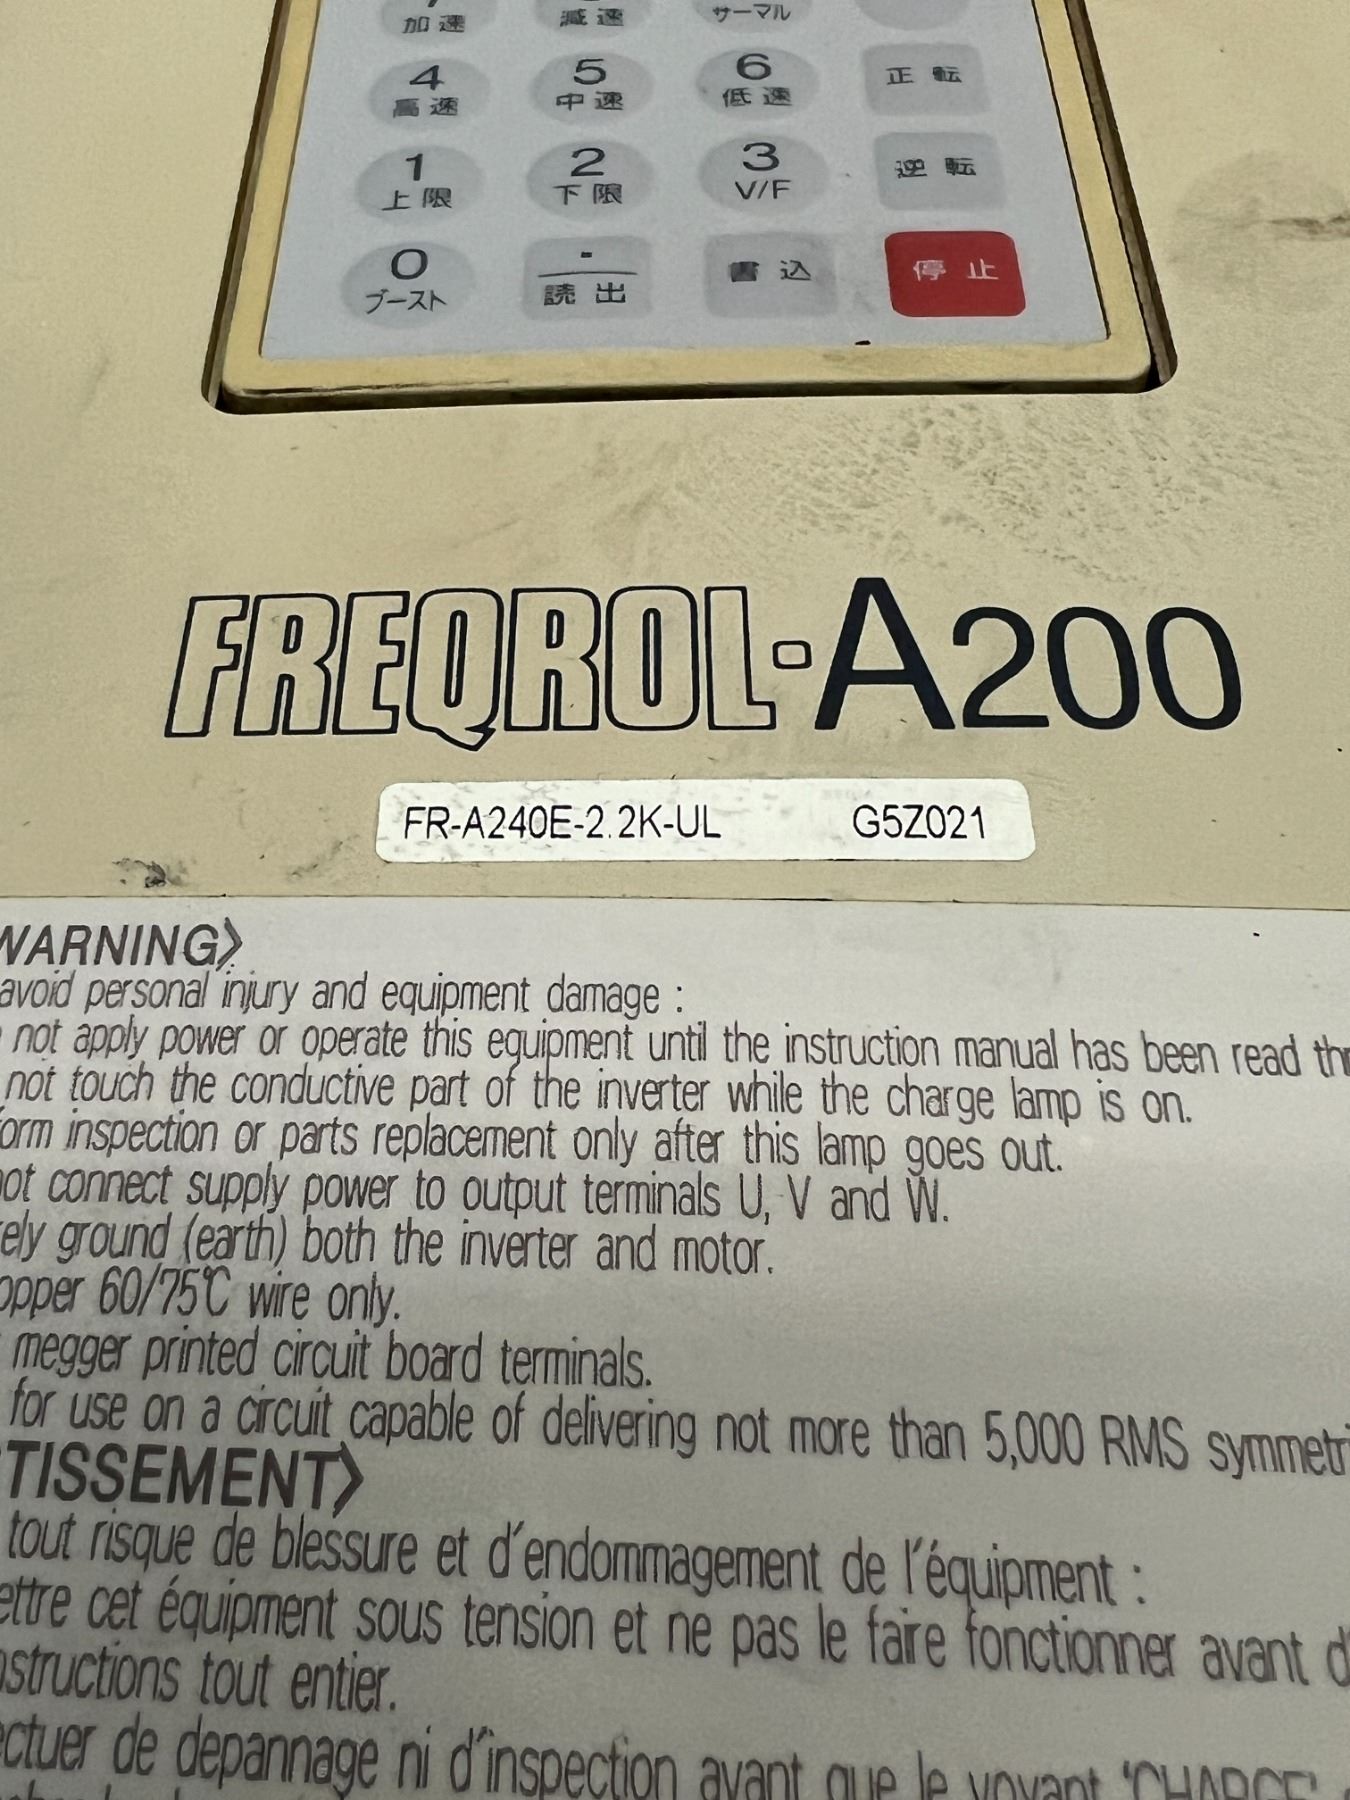 加速 減速 サーマル
4 5 6
高速 中速 低速 正転
1 2 3
上限 下限 V/F 逆転
0 .
ブースト 読出 書込 停止
FREQROL-A200
FR-A240E-2.2K-UL G5Z021
WARNING〉
avoid personal injury and equipment damage :
not apply power or operate this equipment until the instruction manual has been read
not touch the conductive part of the inverter while the charge lamp is on.
orm inspection or parts replacement only after this lamp goes out.
not connect supply power to output terminals U, V and W.
ely ground (earth) both the inverter and motor.
opper 60/75℃ wire only.
megger printed circuit board terminals.
for use on a circuit capable of delivering not more than 5,000 RMS symmetri
TISSEMENT〉
tout risque de blessure et d'endommagement de l'équipment :
ettre cet équipment sous tension et ne pas le faire fonctionner avant d'
nstructions tout entier.
ectuer de depannage ni d'inspection avant que le voyant 'CHARGE'